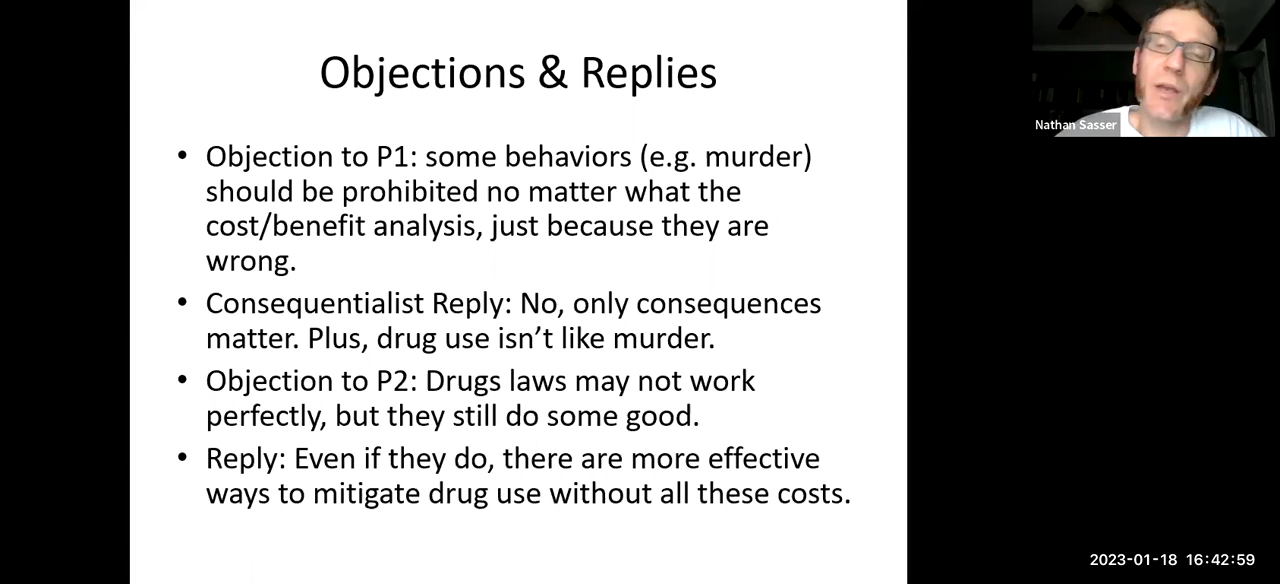 Objections & Replies
Nathan Sasser
• Objection to P1: some behaviors (e.g. murder)
should be prohibited no matter what the
cost/benefit analysis, just because they are
wrong.
• Consequentialist Reply: No, only consequences
matter. Plus, drug use isn’t like murder.
• Objection to P2: Drugs laws may not work
perfectly, but they still do some good.
• Reply: Even if they do, there are more effective
ways to mitigate drug use without all these costs.
2023-01-18 16:42:59